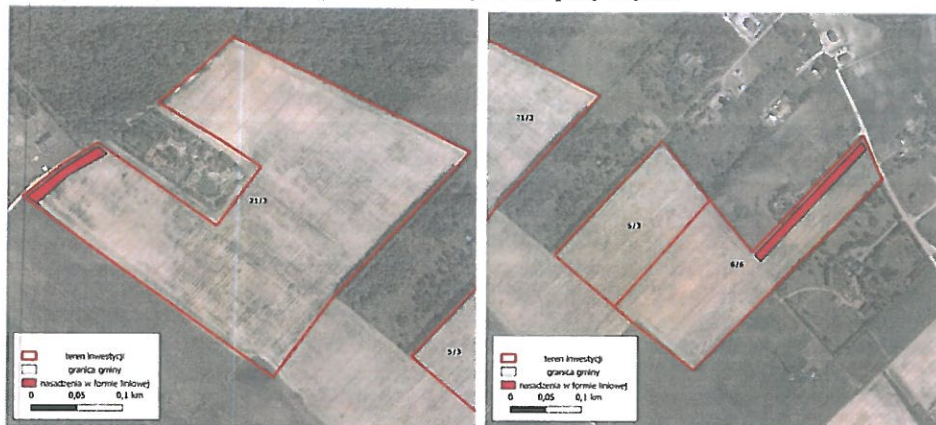 21/3
5/3
teren inwestycji
granica gminy
nasadzenia w formie liniowej
0 0,05 0,1 km
21/3
5/3
6/6
teren inwestycji
granica gminy
nasadzenia w formie liniowej
0 0,05 0,1 km